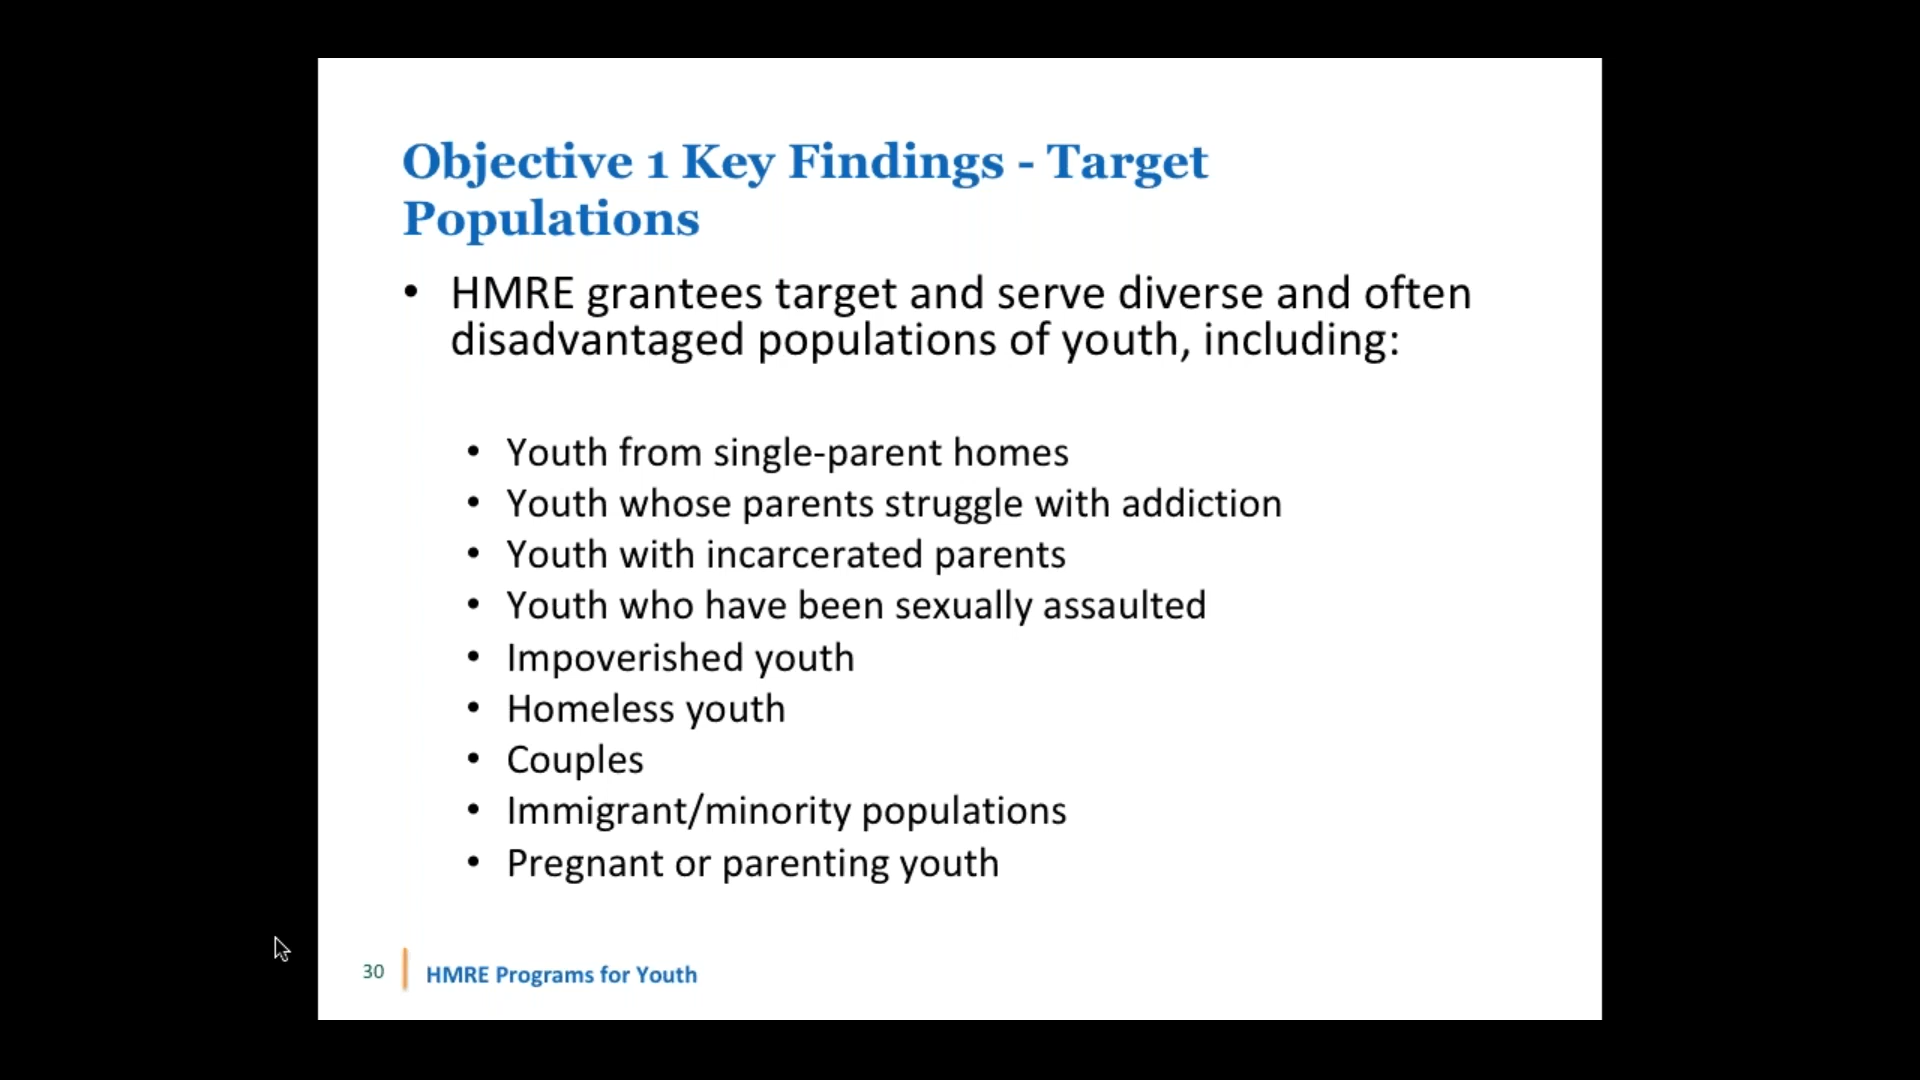 Objective 1 Key Findings - Target
Populations
• HMRE grantees target and serve diverse and often
disadvantaged populations of youth, including:
• Youth from single-parent homes
• Youth whose parents struggle with addiction
• Youth with incarcerated parents
• Youth who have been sexually assaulted
• Impoverished youth
• Homeless youth
• Couples
• Immigrant/minority populations
• Pregnant or parenting youth
30 HMRE Programs for Youth